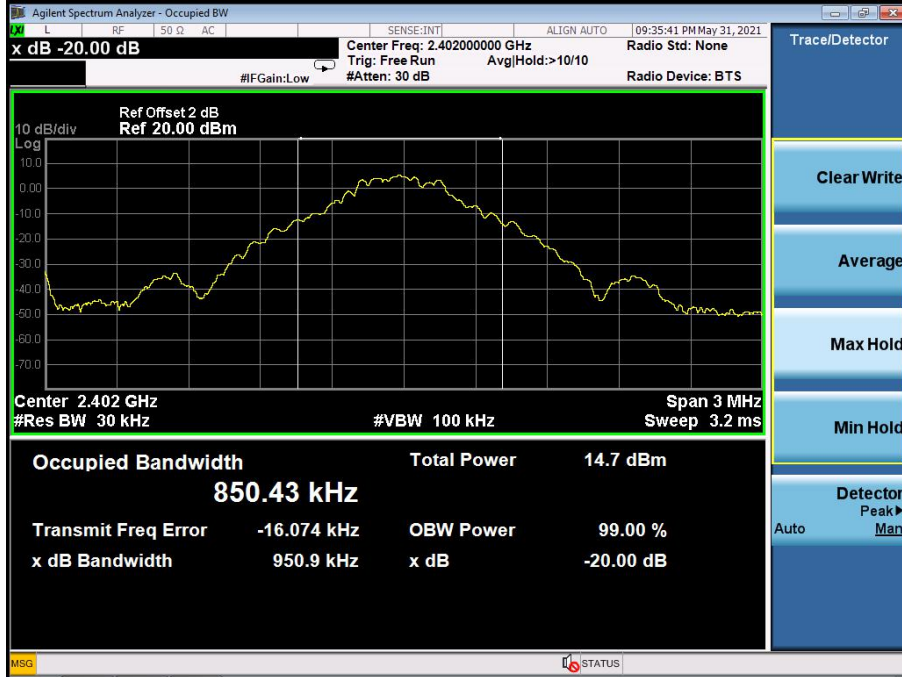 Agilent Spectrum Analyzer - Occupied BW
LXI L RF 50 Ω AC SENSE:INT ALIGN AUTO 09:35:41 PM May 31, 2021
x dB -20.00 dB
Center Freq: 2.402000000 GHz
Radio Std: None
Trig: Free Run Avg|Hold:>10/10
#IFGain:Low
#Atten: 30 dB
Radio Device: BTS
Ref Offset 2 dB
10 dB/div Ref 20.00 dBm
Log
10.0
0.00
-10.0
-20.0
-30.0
-40.0
-50.0
-60.0
-70.0
Center 2.402 GHz Span 3 MHz
#Res BW 30 kHz #VBW 100 kHz Sweep 3.2 ms
Occupied Bandwidth Total Power 14.7 dBm
850.43 kHz
Transmit Freq Error -16.074 kHz OBW Power 99.00 %
x dB Bandwidth 950.9 kHz x dB -20.00 dB
Trace/Detector
Clear Write
Average
Max Hold
Min Hold
Detector
Peak▶
Auto Man
MSG STATUS